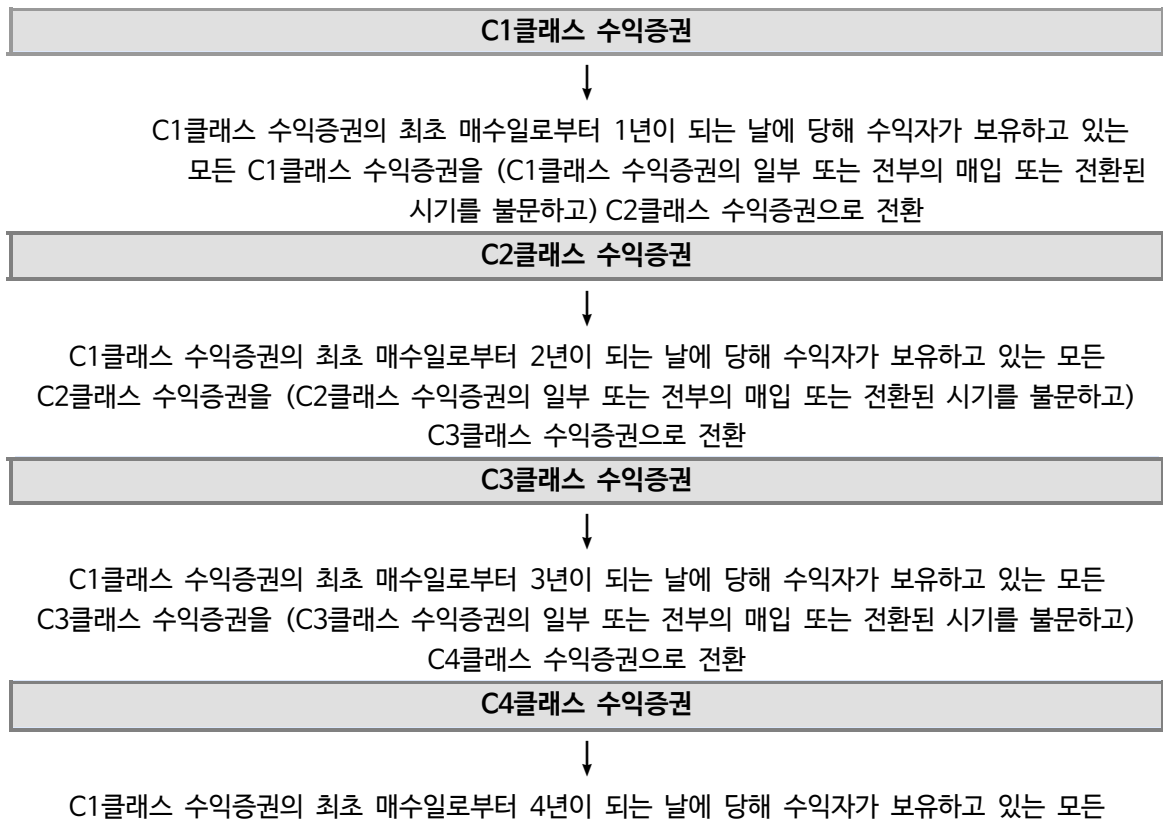 C1클래스 수익증권
↓
C1클래스 수익증권의 최초 매수일로부터 1년이 되는 날에 당해 수익자가 보유하고 있는
모든 C1클래스 수익증권을 (C1클래스 수익증권의 일부 또는 전부의 매입 또는 전환된
시기를 불문하고) C2클래스 수익증권으로 전환
C2클래스 수익증권
↓
C1클래스 수익증권의 최초 매수일로부터 2년이 되는 날에 당해 수익자가 보유하고 있는 모든
C2클래스 수익증권을 (C2클래스 수익증권의 일부 또는 전부의 매입 또는 전환된 시기를 불문하고)
C3클래스 수익증권으로 전환
C3클래스 수익증권
↓
C1클래스 수익증권의 최초 매수일로부터 3년이 되는 날에 당해 수익자가 보유하고 있는 모든
C3클래스 수익증권을 (C3클래스 수익증권의 일부 또는 전부의 매입 또는 전환된 시기를 불문하고)
C4클래스 수익증권으로 전환
C4클래스 수익증권
↓
C1클래스 수익증권의 최초 매수일로부터 4년이 되는 날에 당해 수익자가 보유하고 있는 모든